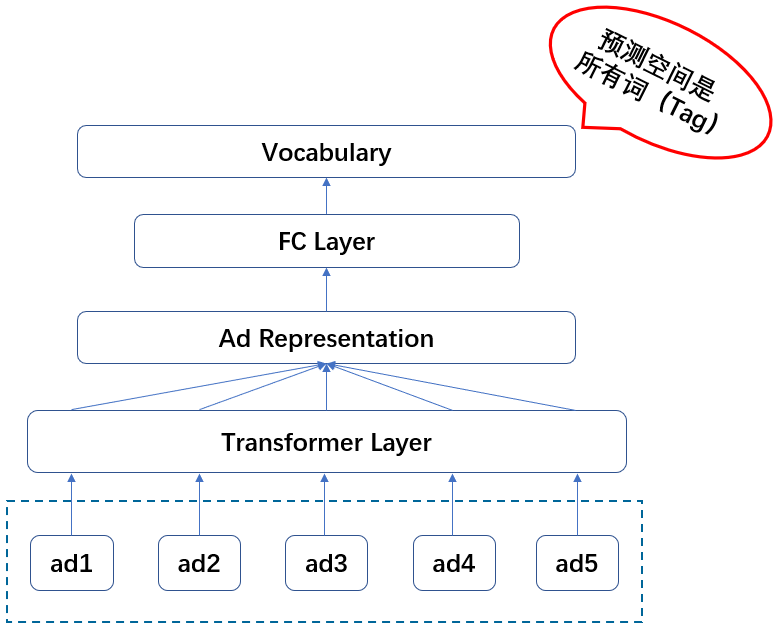 预测空间是
所有词（Tag）
Vocabulary
FC Layer
Ad Representation
Transformer Layer
ad1 ad2 ad3 ad4 ad5